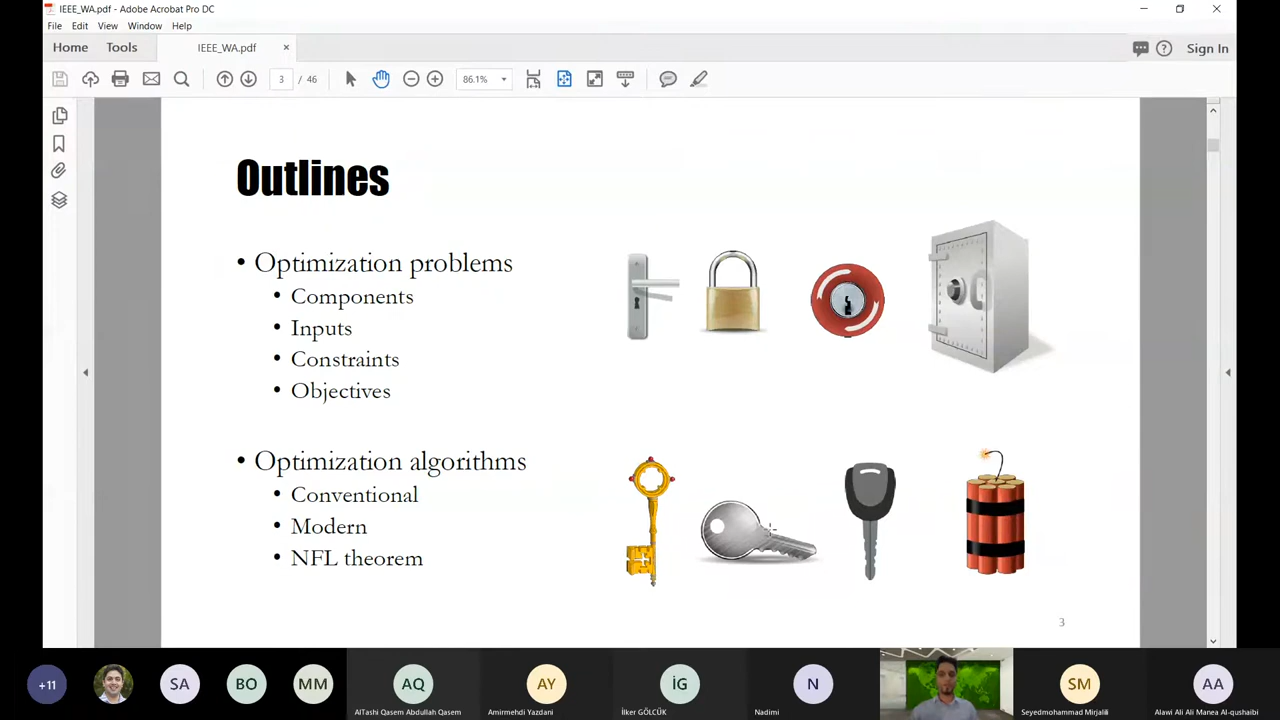 IEEE_WA.pdf - Adobe Acrobat Pro DC
File Edit View Window Help
Home Tools IEEE_WA.pdf × Sign In
3 / 46 86.1%
Outlines
• Optimization problems
• Components
• Inputs
• Constraints
• Objectives
• Optimization algorithms
• Conventional
• Modern
• NFL theorem
3
+11 SA BO MM AQ AY İG N SM AA
AlTashi Qasem Abdullah Qasem Amirmehdi Yazdani İlker GÖLCÜK Nadimi Seyedmohammad Mirjalili Alawi Ali Ali Manea Al-qushaibi